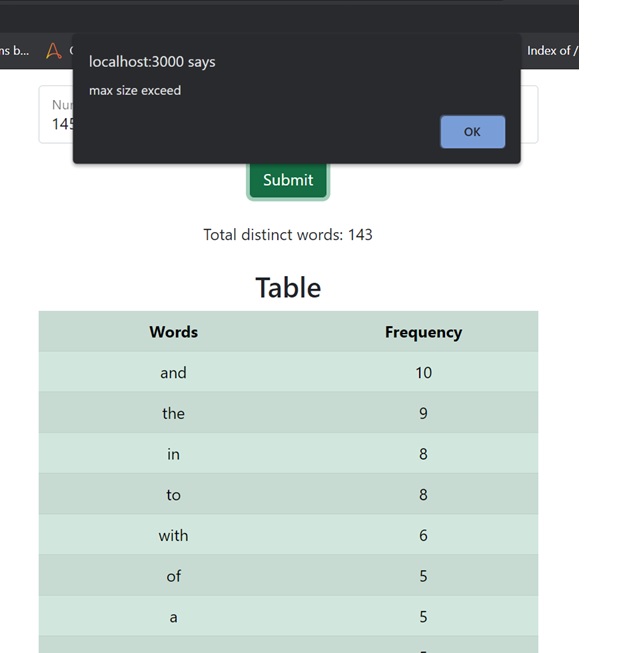 ns b...
Index of /
localhost:3000 says
max size exceed
OK
145
Submit
Total distinct words: 143
Table
Words Frequency
and 10
the 9
in 8
to 8
with 6
of 5
a 5